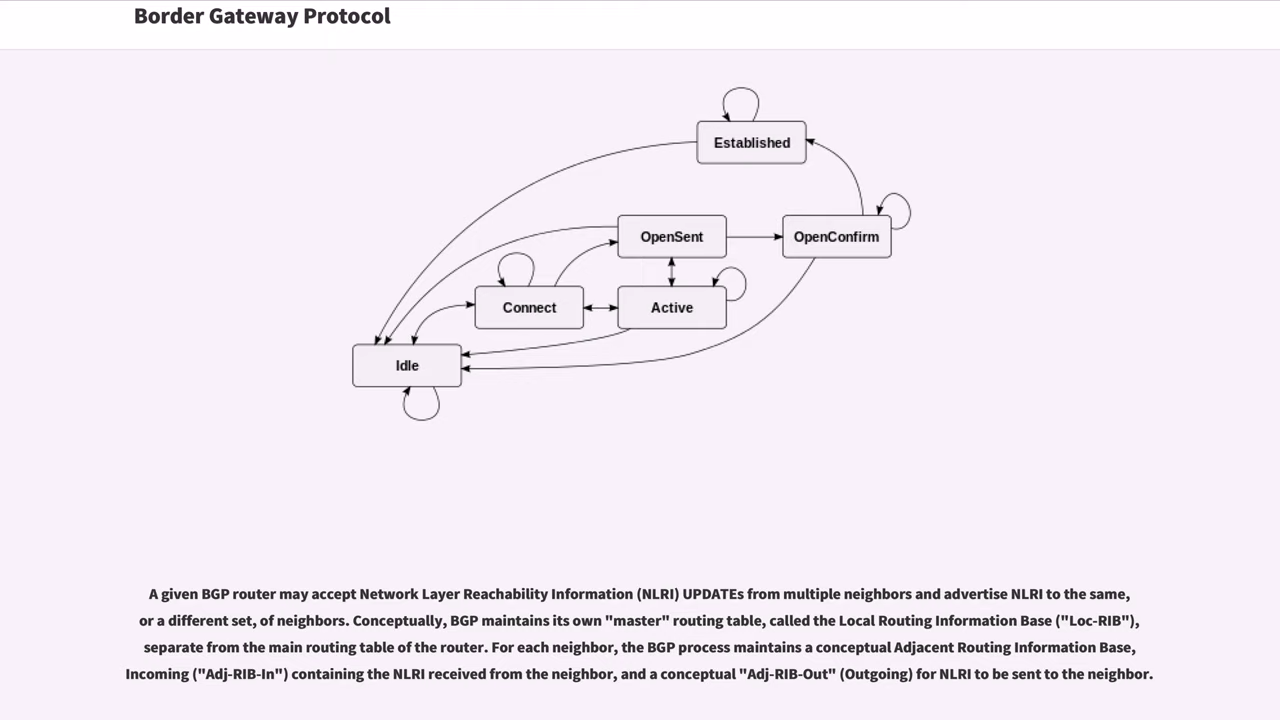 Border Gateway Protocol
Established
OpenSent
OpenConfirm
Connect
Active
Idle
A given BGP router may accept Network Layer Reachability Information (NLRI) UPDATEs from multiple neighbors and advertise NLRI to the same,
or a different set, of neighbors. Conceptually, BGP maintains its own "master" routing table, called the Local Routing Information Base ("Loc-RIB"),
separate from the main routing table of the router. For each neighbor, the BGP process maintains a conceptual Adjacent Routing Information Base,
Incoming ("Adj-RIB-In") containing the NLRI received from the neighbor, and a conceptual "Adj-RIB-Out" (Outgoing) for NLRI to be sent to the neighbor.